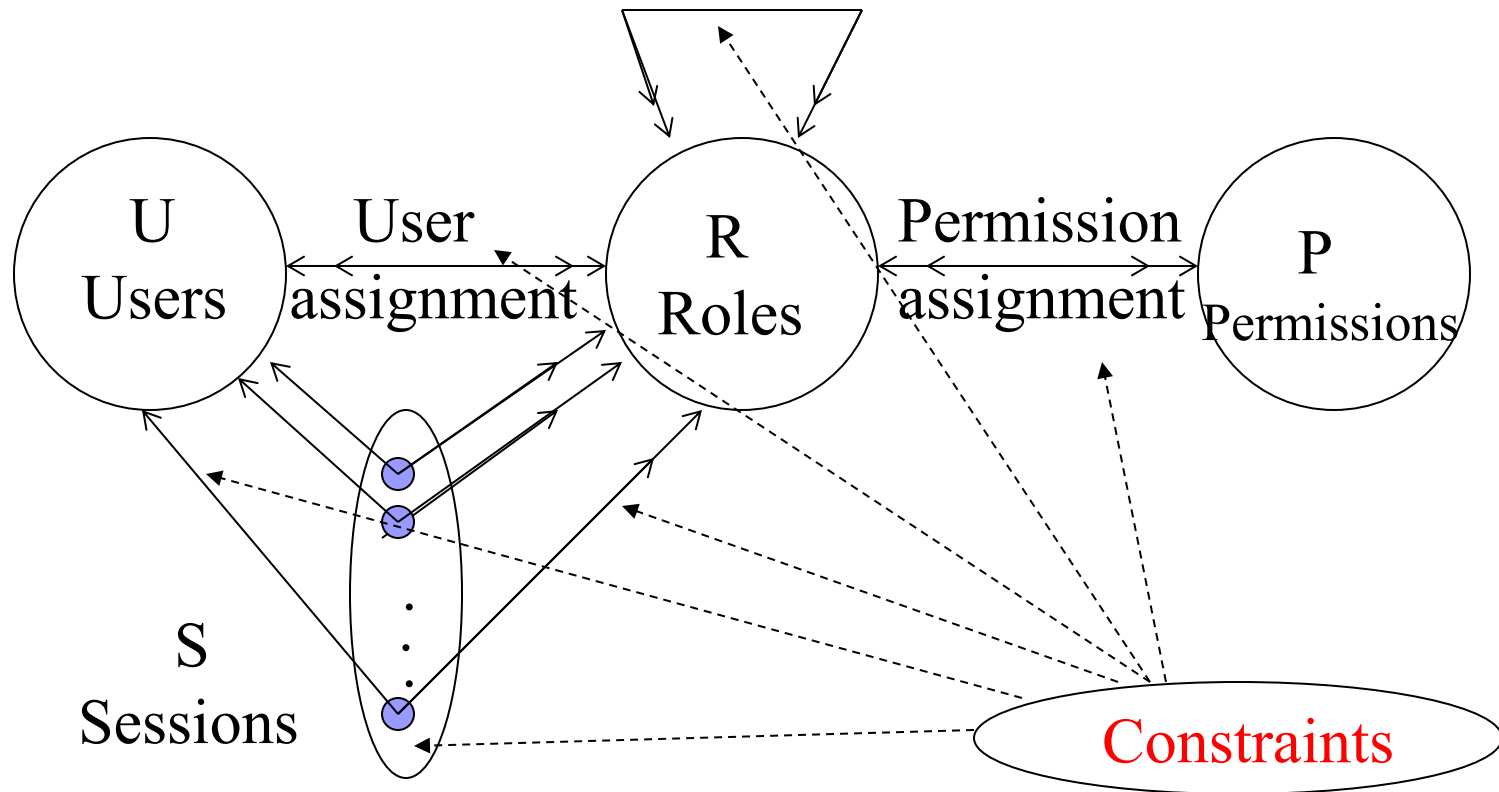 U
Users
User
assignment
R
Roles
Permission
assignment
P
Permissions
S
Sessions
Constraints